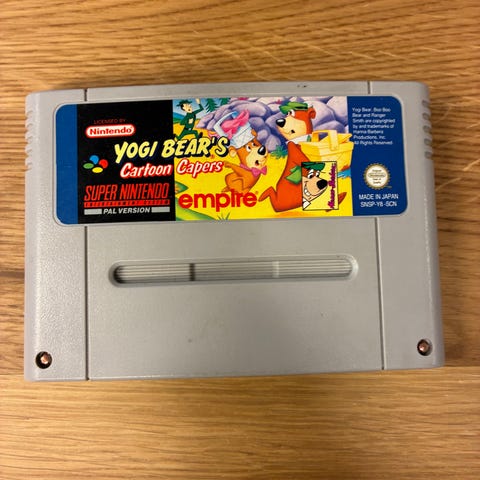 LICENSED BY
Nintendo
YOGI BEAR'S
Cartoon Capers
SUPER NINTENDO
ENTERTAINMENT SYSTEM
PAL VERSION
empire
Yogi Bear, Boo Boo
Bear and Ranger
Smith are copyrighted
by and trademarks of
Hanna-Barbera
Productions, Inc.
All Rights Reserved.
MADE IN JAPAN
SNSP-Y8-SCN